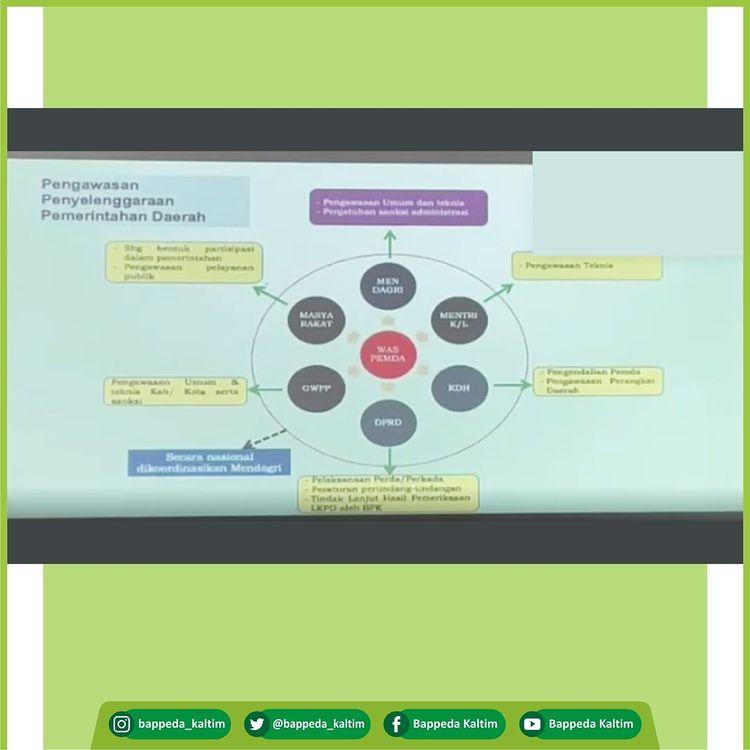 Pengawasan
Penyelenggaraan
Pemerintahan Daerah
- Pengawasan Umum dan teknis
- Penjatuhan sanksi administrasi
- Sbg bentuk partisipasi
dalam pemerintahan
- Pengawasan pelayanan
publik
- Pengawasan Teknis
MEN
DAGRI
MASYA
RAKAT
MENTRI
K/L
WAS
PEMDA
GWPP
KDH
DPRD
Pengawasan Umum &
teknis Kab/ Kota serta
sanksi
- Pengendalian Pemda
- Pengawasan Perangkat
Daerah
Secara nasional
dikoordinasikan Mendagri
- Pelaksanaan Perda/Perkada
- Peraturan perundang-undangan
- Tindak Lanjut Hasil Pemeriksaan
LKPD oleh BPK
bappeda_kaltim
@bappeda_kaltim
Bappeda Kaltim
Bappeda Kaltim